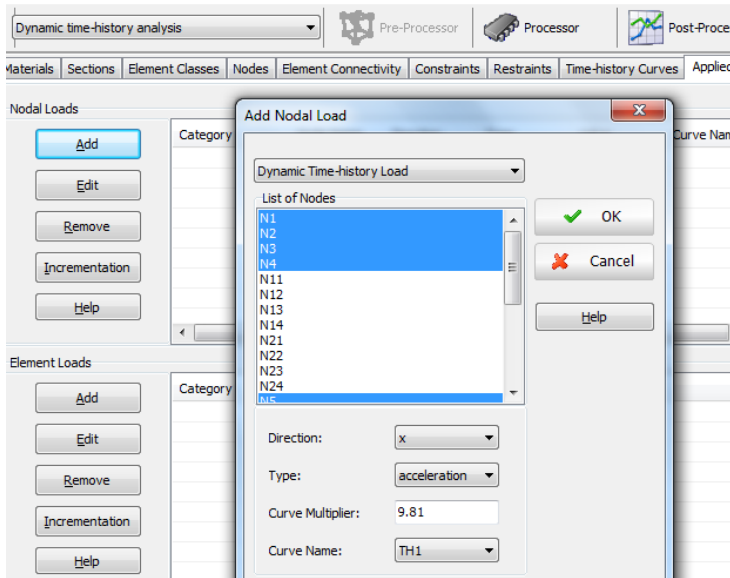 Dynamic time-history analysis Pre-Processor Processor Post-Proce
Materials Sections Element Classes Nodes Element Connectivity Constraints Restraints Time-history Curves Applied
Nodal Loads
Add
Edit
Remove
Incrementation
Help
Category
Curve Nam
Element Loads
Add
Edit
Remove
Incrementation
Help
Category
Add Nodal Load
Dynamic Time-history Load
List of Nodes
N1
N2
N3
N4
N11
N12
N13
N14
N21
N22
N23
N24
N5
OK
Cancel
Help
Direction: x
Type: acceleration
Curve Multiplier: 9.81
Curve Name: TH1